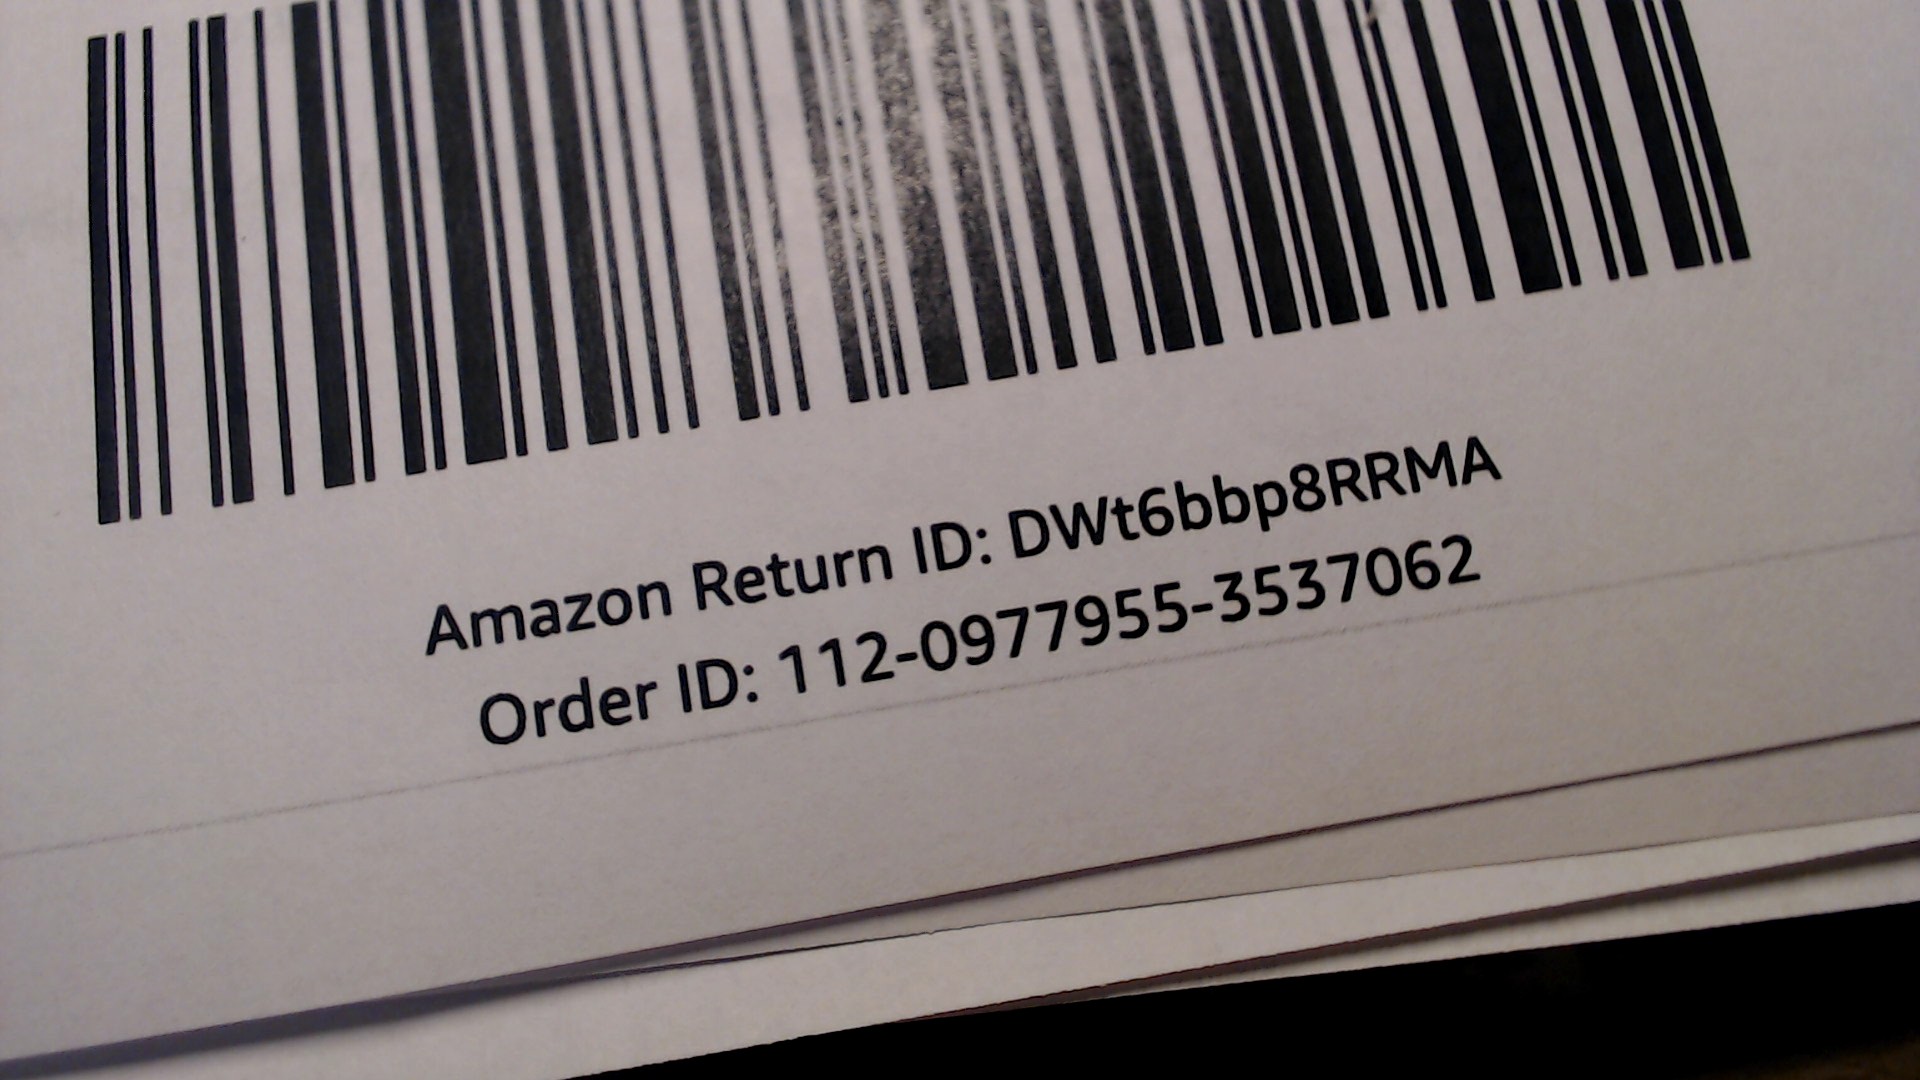 Amazon Return ID: DWt6bbp8RRMA
Order ID: 112-0977955-3537062